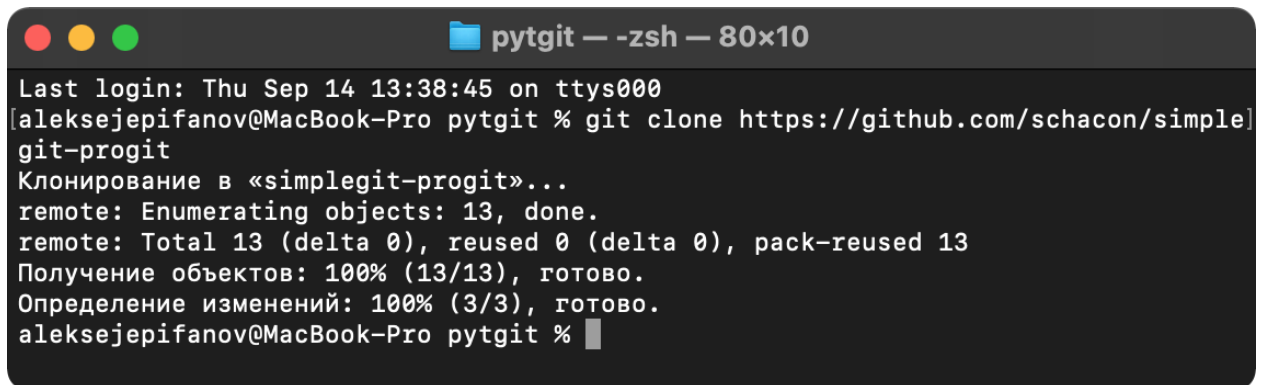 pytgit — -zsh — 80×10
Last login: Thu Sep 14 13:38:45 on ttys000
[aleksejepifanov@MacBook-Pro pytgit % git clone https://github.com/schacon/simple]
git-progit
Клонирование в «simplegit-progit»...
remote: Enumerating objects: 13, done.
remote: Total 13 (delta 0), reused 0 (delta 0), pack-reused 13
Получение объектов: 100% (13/13), готово.
Определение изменений: 100% (3/3), готово.
aleksejepifanov@MacBook-Pro pytgit %